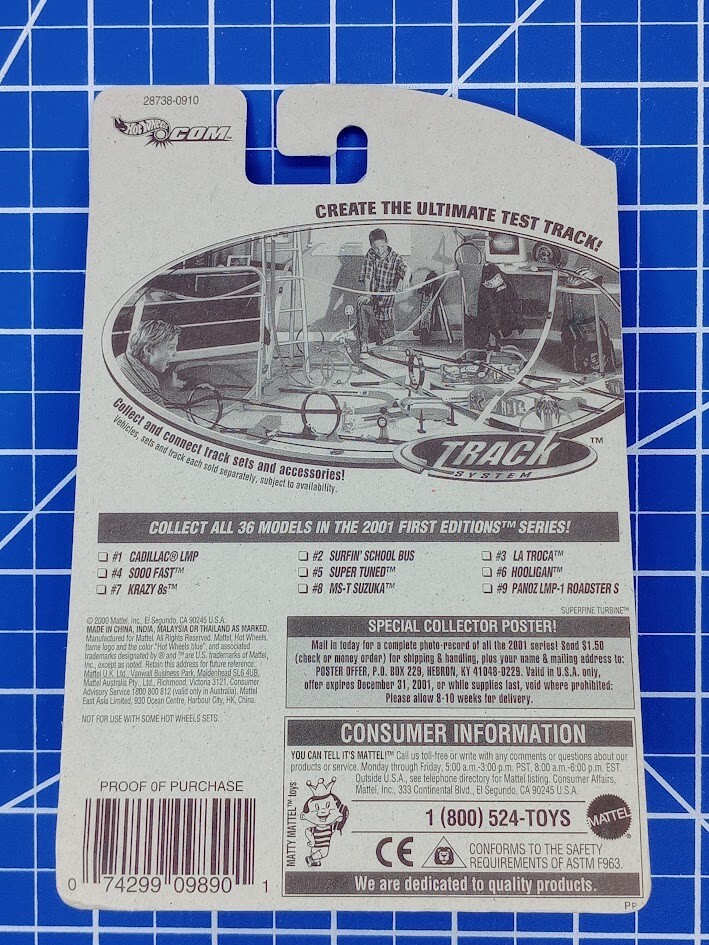 28738-0910
HOT WHEELS.COM™
CREATE THE ULTIMATE TEST TRACK!
Collect and connect track sets and accessories!
Vehicles, sets and track each sold separately, subject to availability.
TRACK™
SYSTEM
COLLECT ALL 36 MODELS IN THE 2001 FIRST EDITIONS™ SERIES!
#1 CADILLAC® LMP
#2 SURFIN' SCHOOL BUS
#3 LA TROCA™
#4 SOOO FAST™
#5 SUPER TUNED™
#6 HOOLIGAN™
#7 KRAZY 8s™
#8 MS-T SUZUKA™
#9 PANOZ LMP-1 ROADSTER S
SUPERFINE TURBINE™
© 2000 Mattel, Inc., El Segundo, CA 90245 U.S.A.
MADE IN CHINA, INDIA, MALAYSIA OR THAILAND AS MARKED.
Manufactured for Mattel. All Rights Reserved. Mattel, Hot Wheels,
flame logo and the color "Hot Wheels blue", and associated
trademarks designated by ® and ™ are U.S. trademarks of Mattel,
Inc., except as noted. Retain this address for future reference:
Mattel U.K. Ltd., Vanwall Business Park, Maidenhead SL6 4UB.
Mattel Australia Pty., Ltd., Richmond, Victoria 3121. Consumer
Advisory Service 1800 800 812 (valid only in Australia). Mattel
East Asia Limited, 930 Ocean Centre, Harbour City, HK, China.
NOT FOR USE WITH SOME HOT WHEELS SETS.
SPECIAL COLLECTOR POSTER!
Mail in today for a complete photo-record of all the 2001 series! Send $1.50
(check or money order) for shipping & handling, plus your name & mailing address to:
POSTER OFFER, P.O. BOX 229, HEBRON, KY 41048-0229. Valid in U.S.A. only,
offer expires December 31, 2001, or while supplies last, void where prohibited.
Please allow 8-10 weeks for delivery.
CONSUMER INFORMATION
YOU CAN TELL IT'S MATTEL!™ Call us toll-free or write with any comments or questions about our
products or service. Monday through Friday, 5:00 a.m.-3:00 p.m. PST, 8:00 a.m.-6:00 p.m. EST.
Outside U.S.A., see telephone directory for Mattel listing. Consumer Affairs,
Mattel, Inc., 333 Continental Blvd., El Segundo, CA 90245 U.S.A.
MATTY MATTEL™ toys
1 (800) 524-TOYS
MATTEL®
CE
CONFORMS TO THE SAFETY
REQUIREMENTS OF ASTM F963.
We are dedicated to quality products.
PROOF OF PURCHASE
0 74299 09890 1
PP